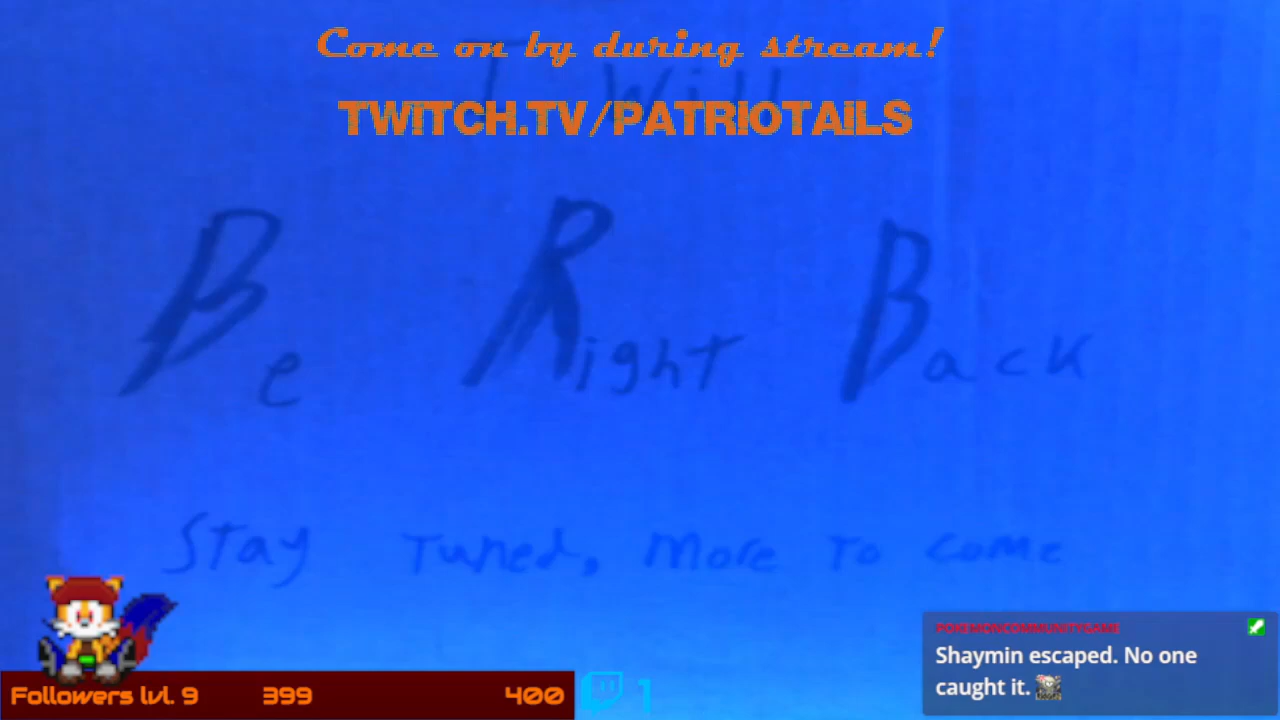 Come on by during stream!
I Will
TWITCH.TV/PATRIOTAILS
Be Right Back
Stay Tuned, More To Come
POKEMONCOMMUNITYGAME
Shaymin escaped. No one
caught it.
Followers lvl. 9 399 400
1